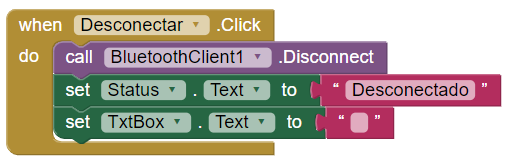 when Desconectar .Click
do call BluetoothClient1 .Disconnect
set Status . Text to “ Desconectado ”
set TxtBox . Text to “ ”